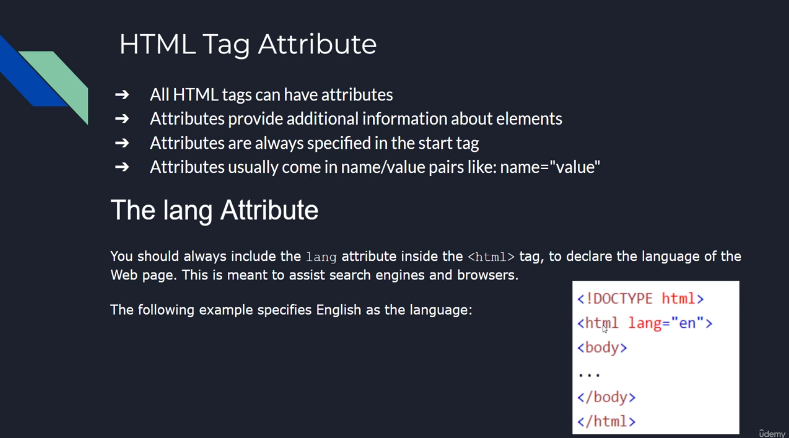 HTML Tag Attribute
➔ All HTML tags can have attributes
➔ Attributes provide additional information about elements
➔ Attributes are always specified in the start tag
➔ Attributes usually come in name/value pairs like: name="value"
The lang Attribute
You should always include the lang attribute inside the <html> tag, to declare the language of the
Web page. This is meant to assist search engines and browsers.
The following example specifies English as the language:
<!DOCTYPE html>
<html lang="en">
<body>
...
</body>
</html>
ûdemy